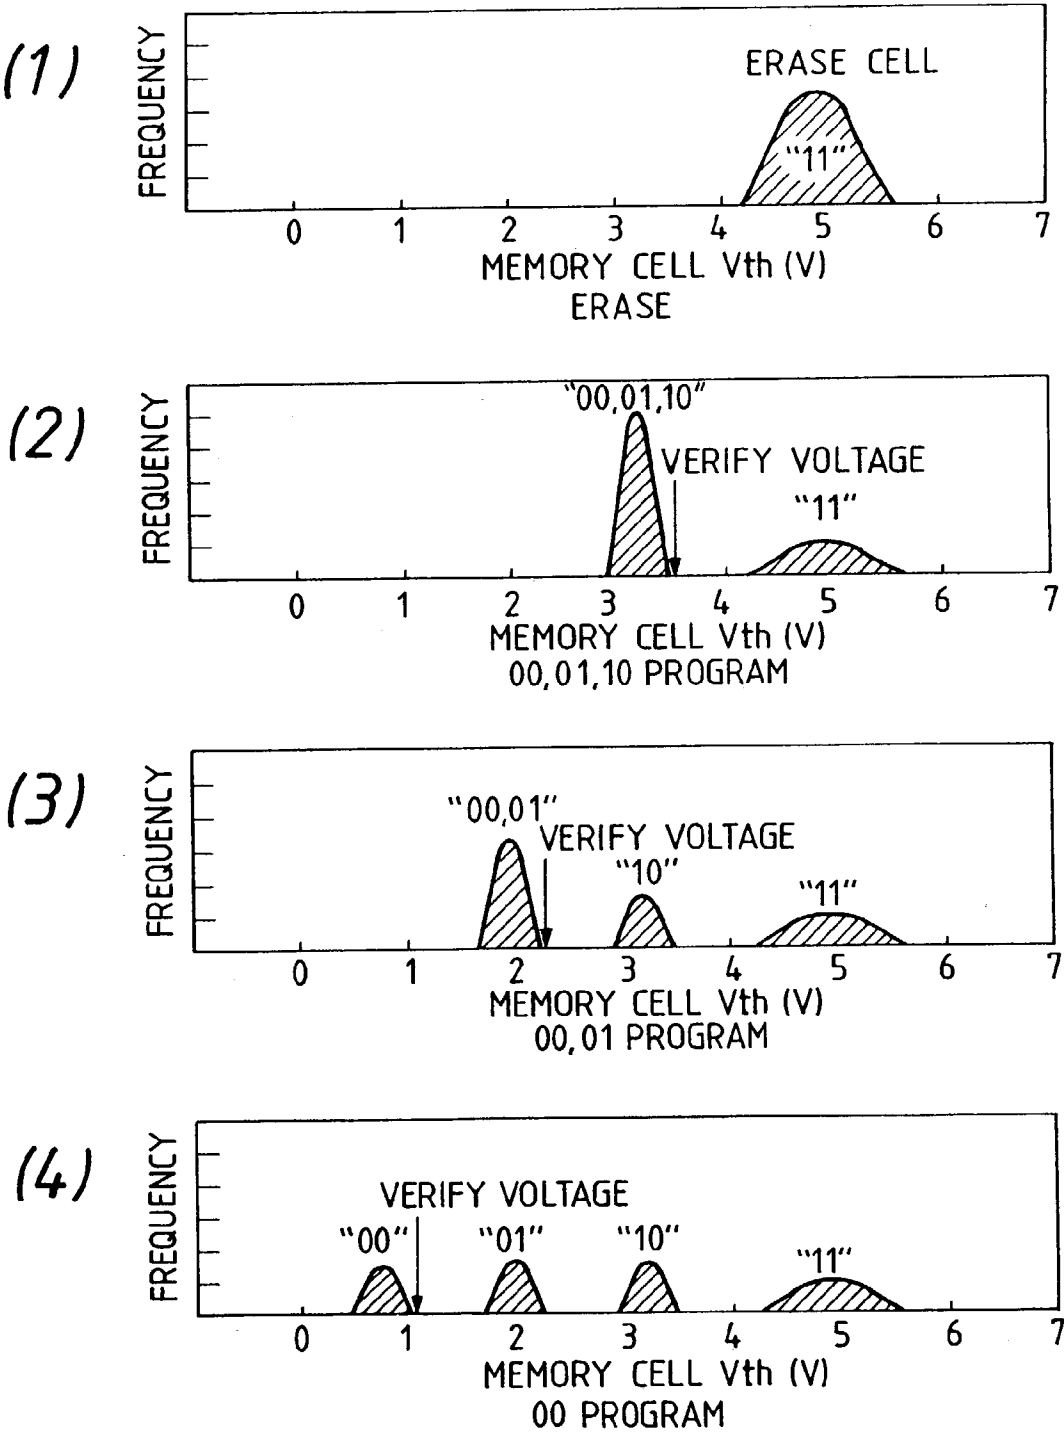 (1)
FREQUENCY
ERASE CELL
"11"
0 1 2 3 4 5 6 7
MEMORY CELL Vth (V)
ERASE
(2)
FREQUENCY
"00,01,10"
VERIFY VOLTAGE
"11"
0 1 2 3 4 5 6 7
MEMORY CELL Vth (V)
00,01,10 PROGRAM
(3)
FREQUENCY
"00,01"
VERIFY VOLTAGE
"10"
"11"
0 1 2 3 4 5 6 7
MEMORY CELL Vth (V)
00,01 PROGRAM
(4)
FREQUENCY
VERIFY VOLTAGE
"00" "01" "10" "11"
0 1 2 3 4 5 6 7
MEMORY CELL Vth (V)
00 PROGRAM